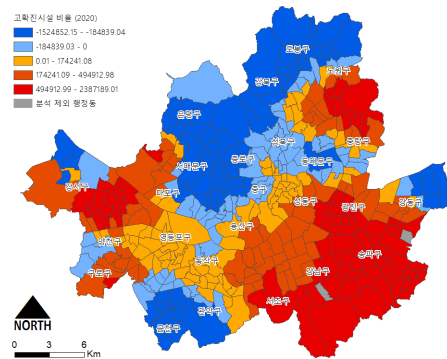 고확진시설 비율 (2020)
-1524852.15 - -184839.04
-184839.03 - 0
0.01 - 174241.08
174241.09 - 494912.98
494912.99 - 2387189.01
분석 제외 행정동
도봉구
노원구
강북구
은평구
성북구
중랑구
서대문구
종로구
동대문구
강서구
마포구
중구
성동구
광진구
강동구
용산구
양천구
영등포구
송파구
동작구
구로구
강남구
서초구
관악구
금천구
NORTH
0 3 6
Km